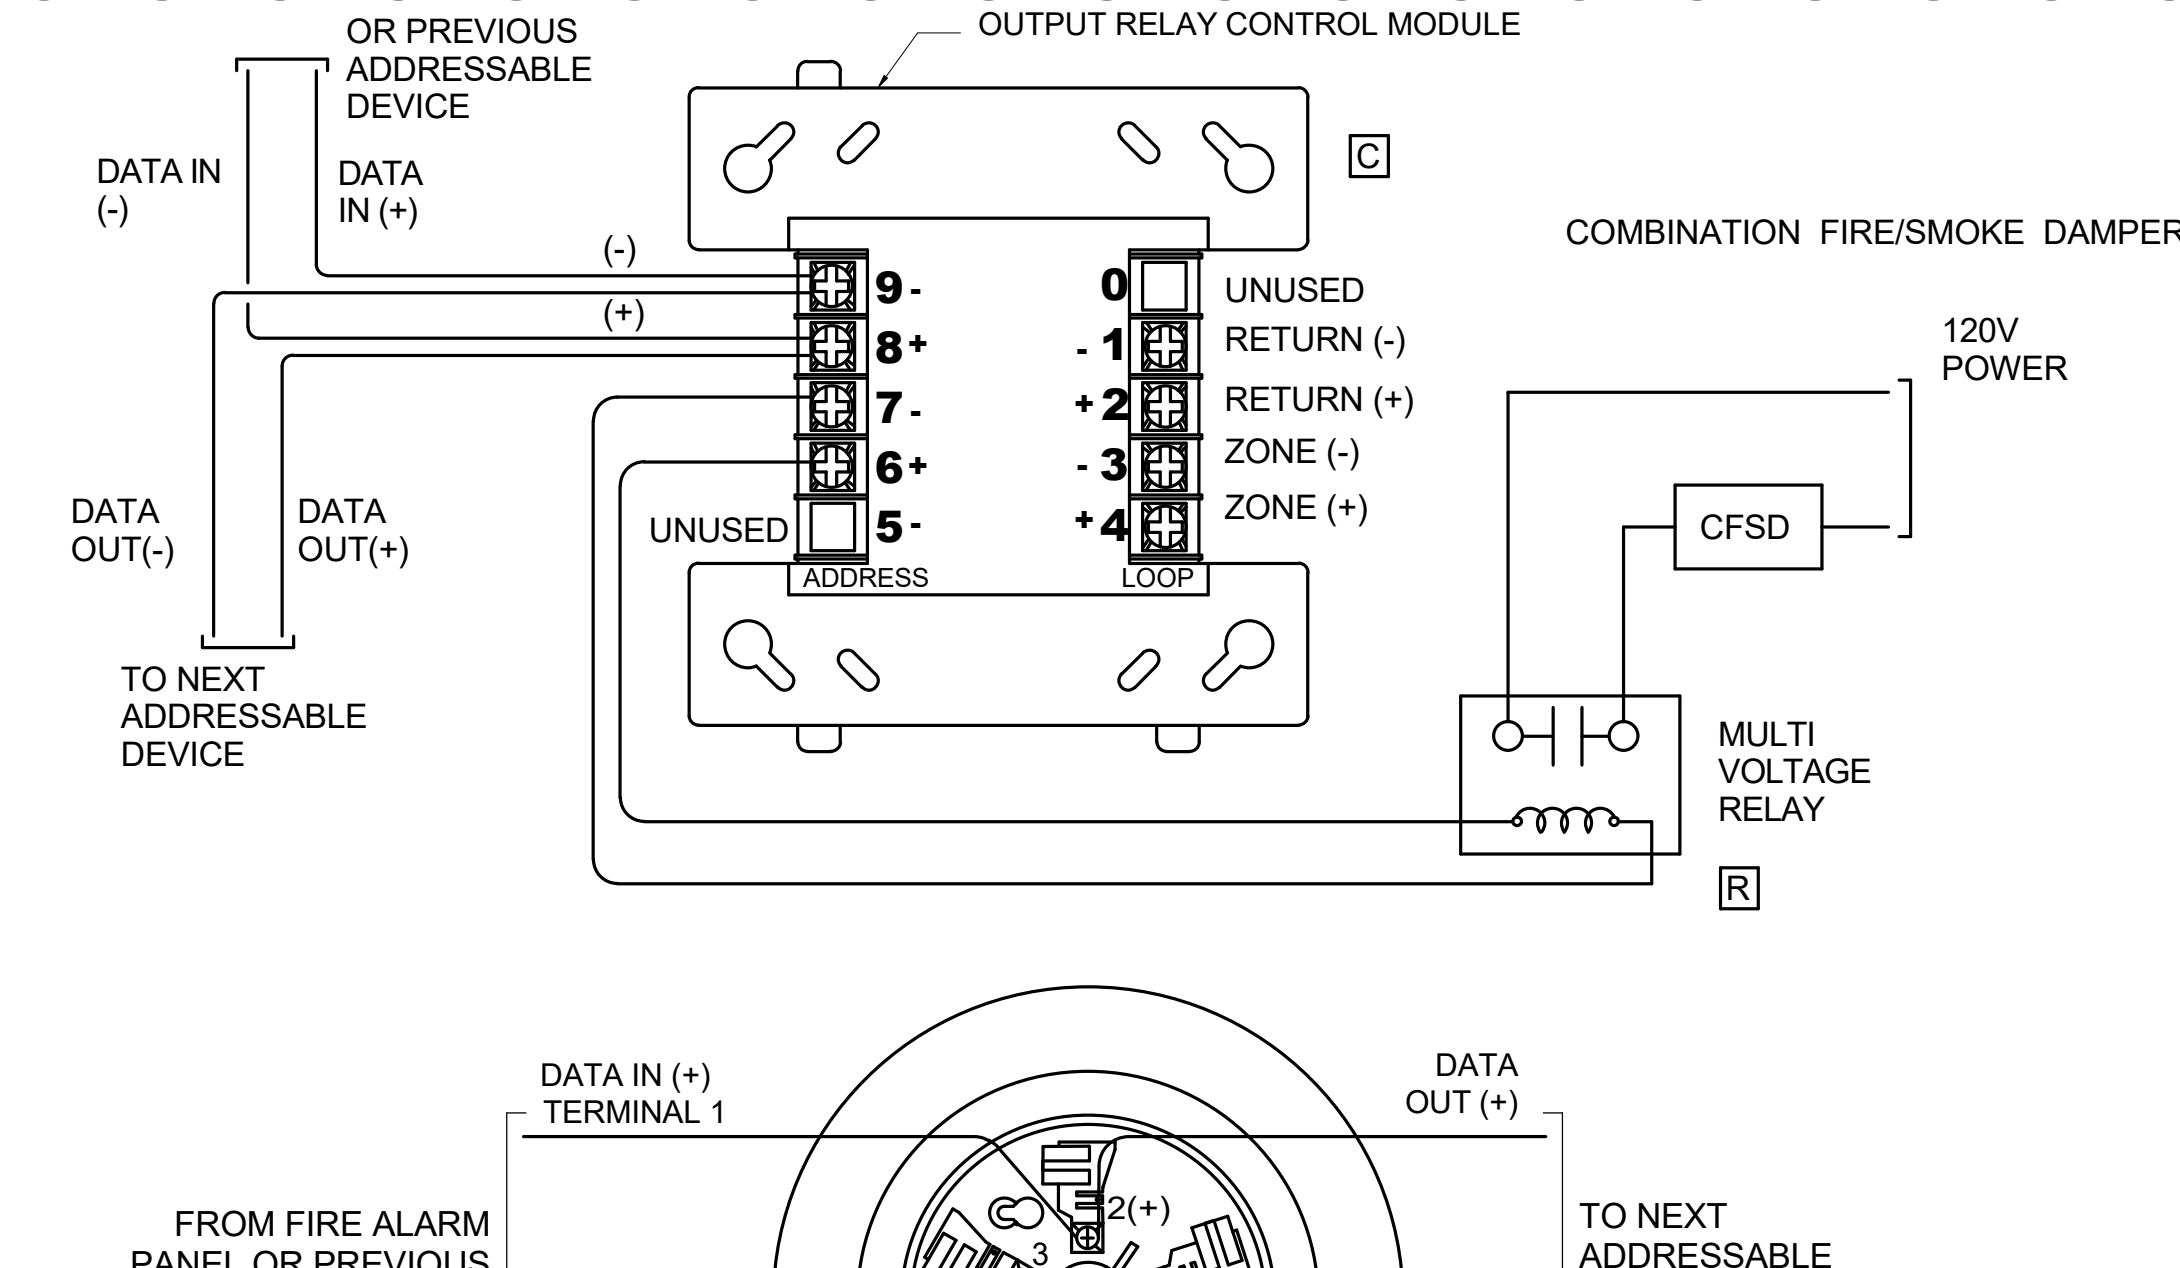 OR PREVIOUS
ADDRESSABLE
DEVICE
OUTPUT RELAY CONTROL MODULE
C
DATA IN
(-)
DATA
IN (+)
COMBINATION FIRE/SMOKE DAMPER
(-)
(+)
9-
8+
7-
6+
UNUSED 5-
0 UNUSED
- 1 RETURN (-)
+2 RETURN (+)
- 3 ZONE (-)
+4 ZONE (+)
ADDRESS
LOOP
120V
POWER
CFSD
DATA
OUT(-)
DATA
OUT(+)
TO NEXT
ADDRESSABLE
DEVICE
MULTI
VOLTAGE
RELAY
R
DATA IN (+)
TERMINAL 1
DATA
OUT (+)
2(+)
3
FROM FIRE ALARM
PANEL OR PREVIOUS
TO NEXT
ADDRESSABLE